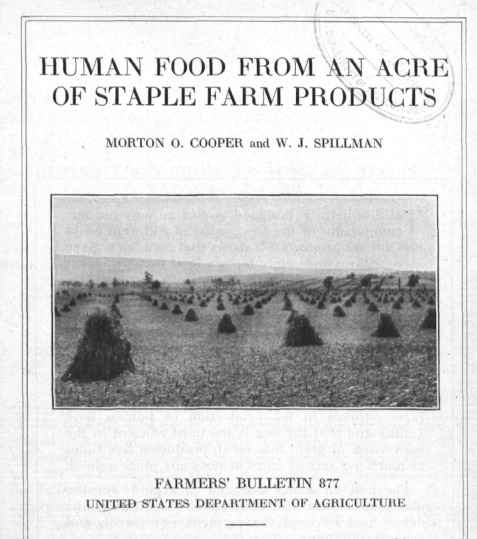 HUMAN FOOD FROM AN ACRE
OF STAPLE FARM PRODUCTS
MORTON O. COOPER and W. J. SPILLMAN
FARMERS' BULLETIN 877
UNITED STATES DEPARTMENT OF AGRICULTURE